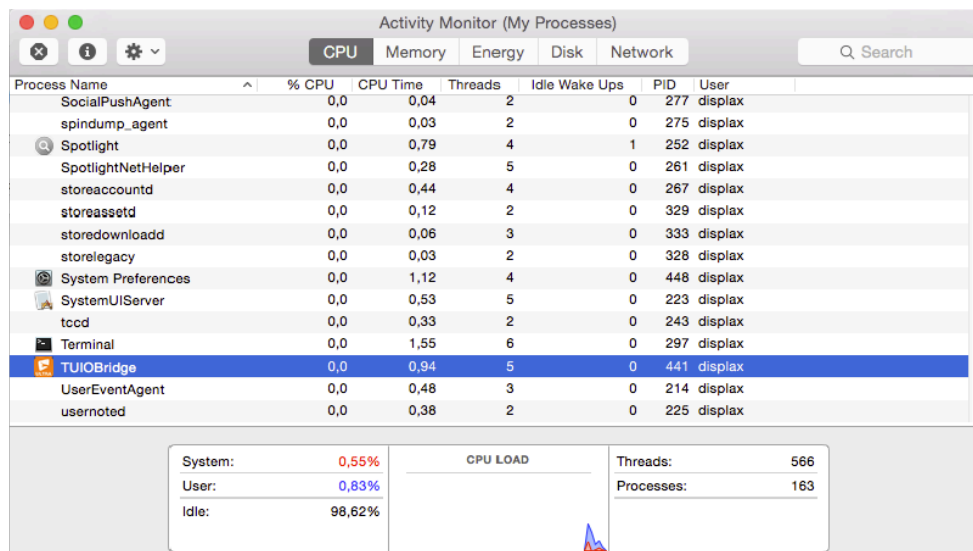 Activity Monitor (My Processes)
CPU Memory Energy Disk Network Search
Process Name % CPU CPU Time Threads Idle Wake Ups PID User
SocialPushAgent 0,0 0,04 2 0 277 displax
spindump_agent 0,0 0,03 2 0 275 displax
Spotlight 0,0 0,79 4 1 252 displax
SpotlightNetHelper 0,0 0,28 5 0 261 displax
storeaccountd 0,0 0,44 4 0 267 displax
storeassetd 0,0 0,12 2 0 329 displax
storedownloadd 0,0 0,06 3 0 333 displax
storelegacy 0,0 0,03 2 0 328 displax
System Preferences 0,0 1,12 4 0 448 displax
SystemUIServer 0,0 0,53 5 0 223 displax
tccd 0,0 0,33 2 0 243 displax
Terminal 0,0 1,55 6 0 297 displax
TUIOBridge 0,0 0,94 5 0 441 displax
UserEventAgent 0,0 0,48 3 0 214 displax
usernoted 0,0 0,38 2 0 225 displax
System: 0,55% CPU LOAD Threads: 566
User: 0,83% Processes: 163
Idle: 98,62%